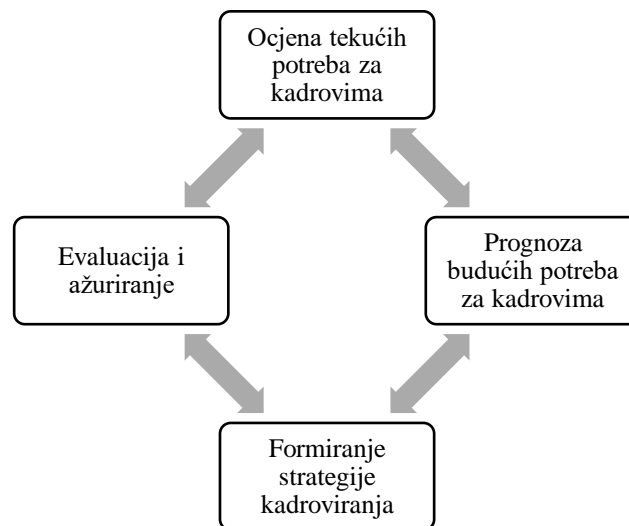 Ocjena tekućih
potreba za
kadrovima
Evaluacija i
ažuriranje
Prognoza
budućih potreba
za kadrovima
Formiranje
strategije
kadroviranja